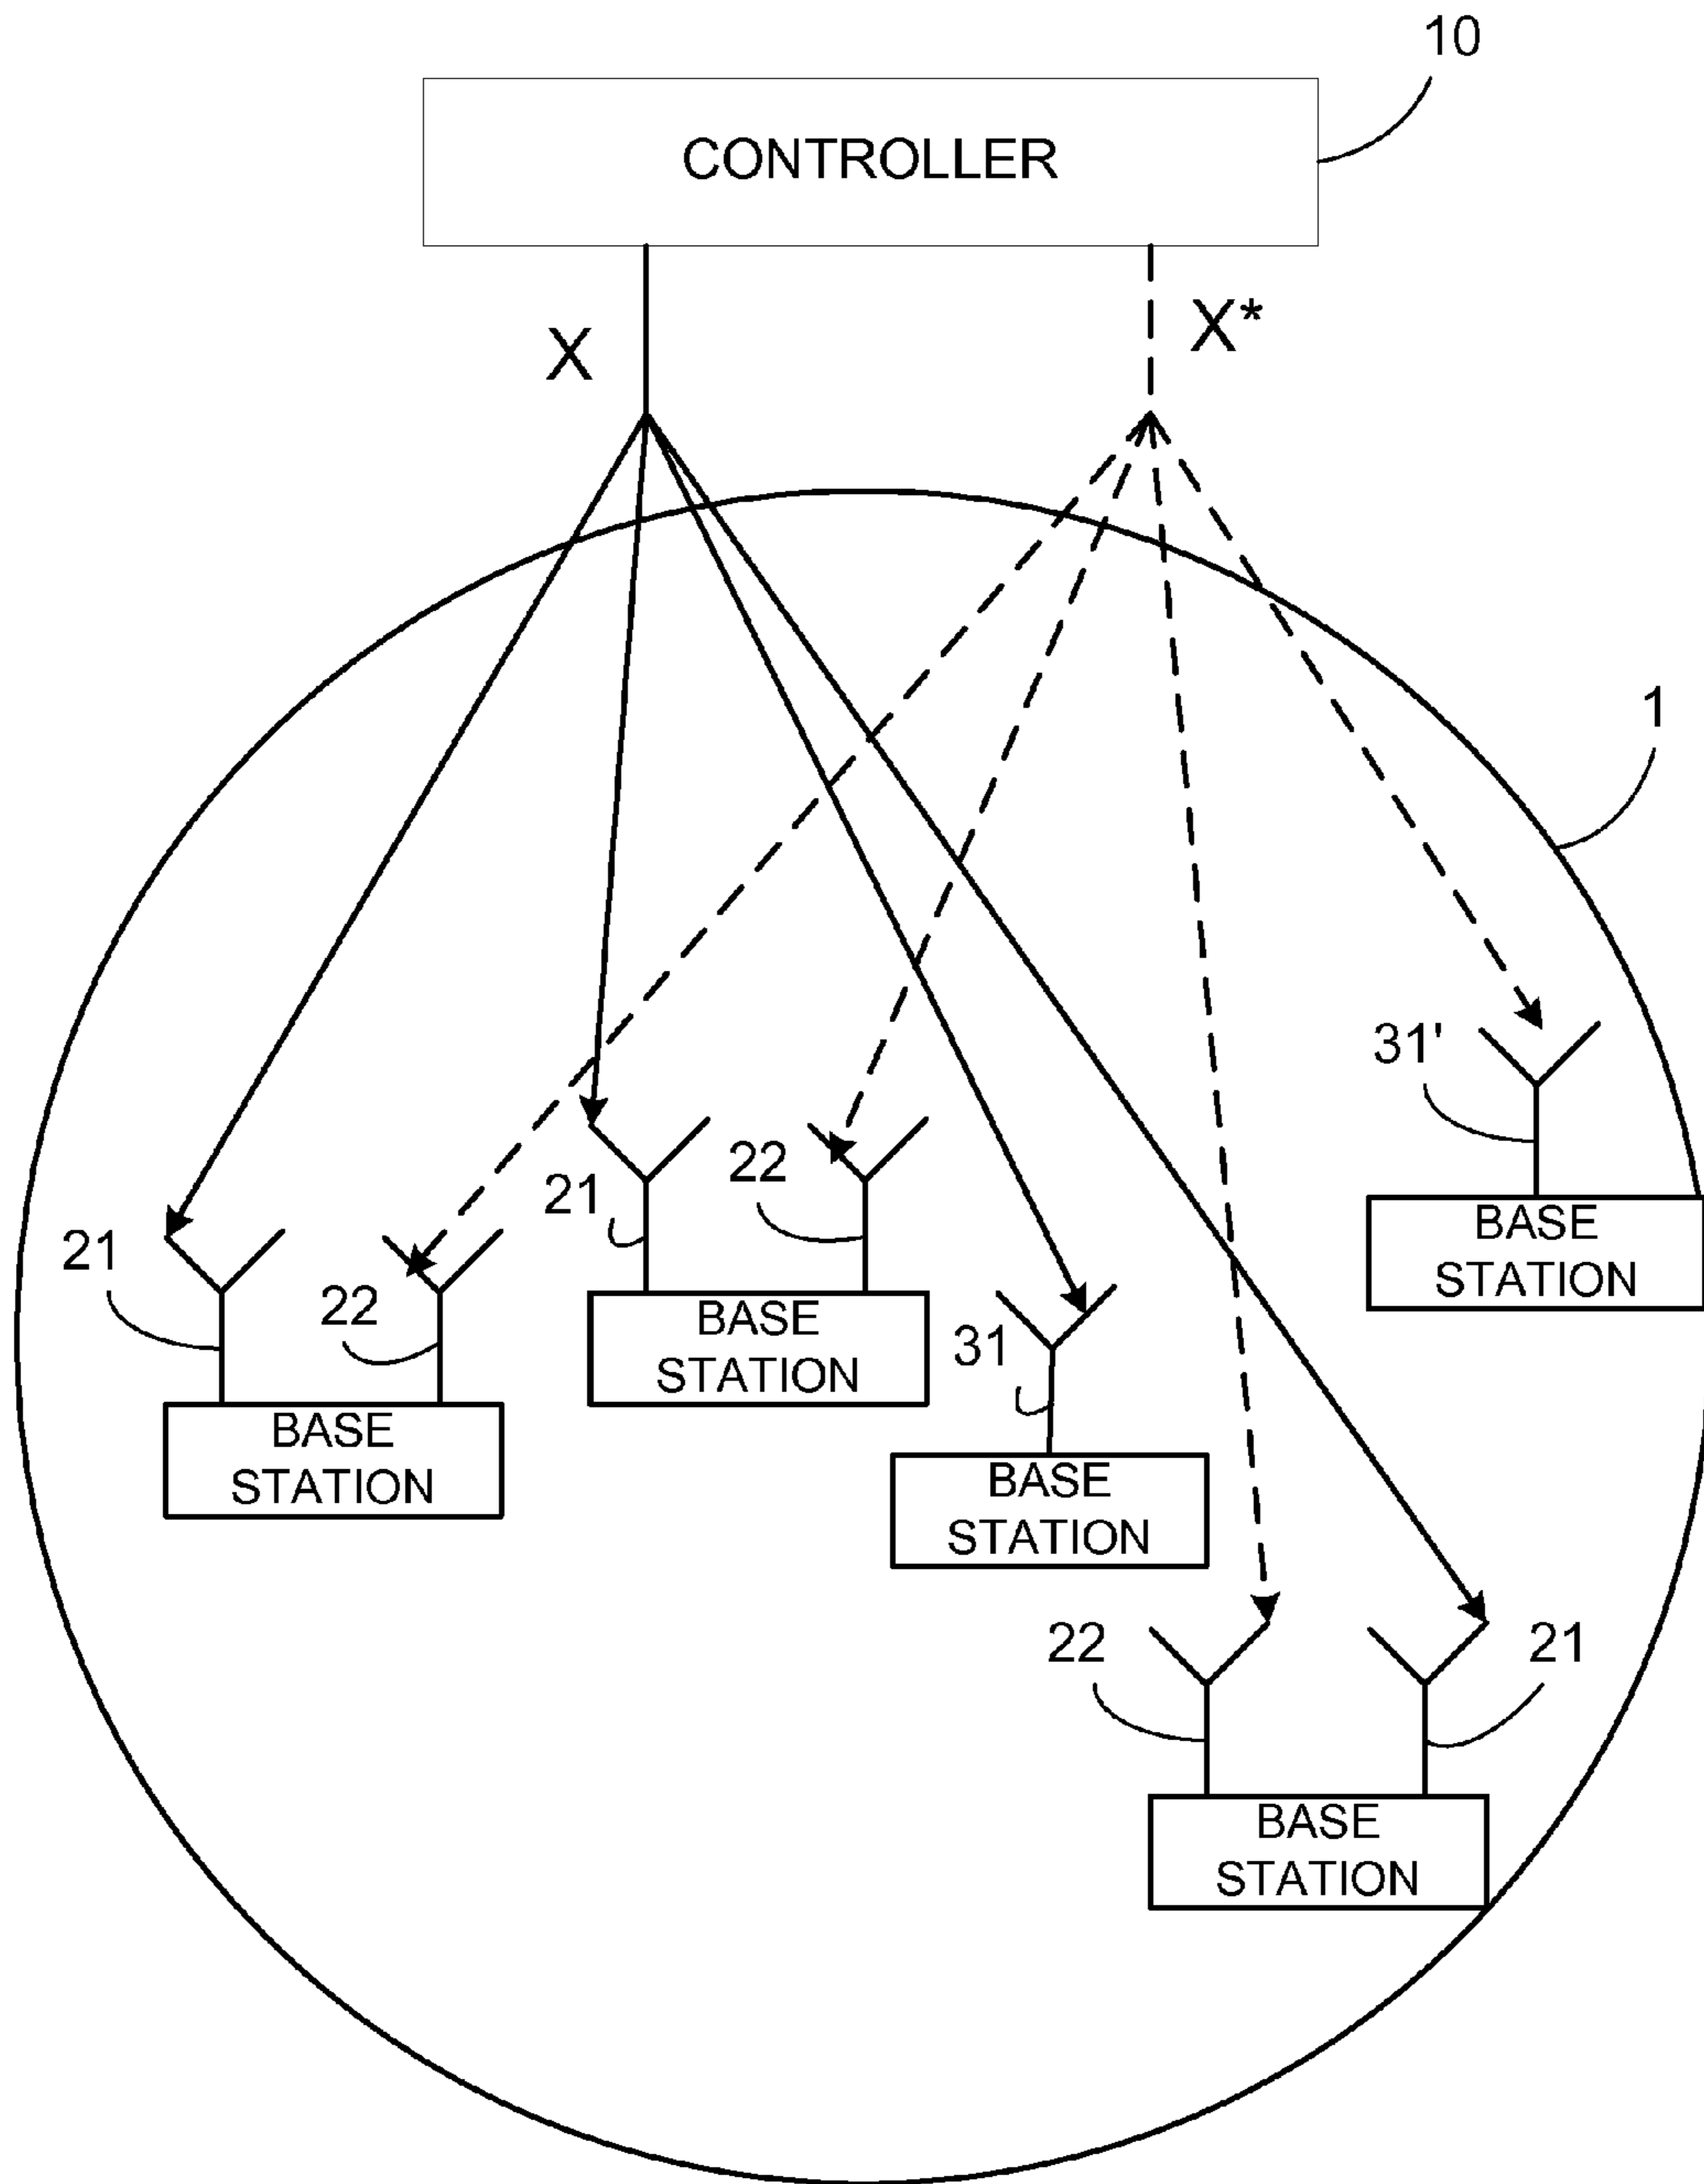 10
CONTROLLER
X
X*
1
31'
21
22
BASE
STATION
21
22
31
BASE
STATION
BASE
STATION
BASE
STATION
22
21
BASE
STATION